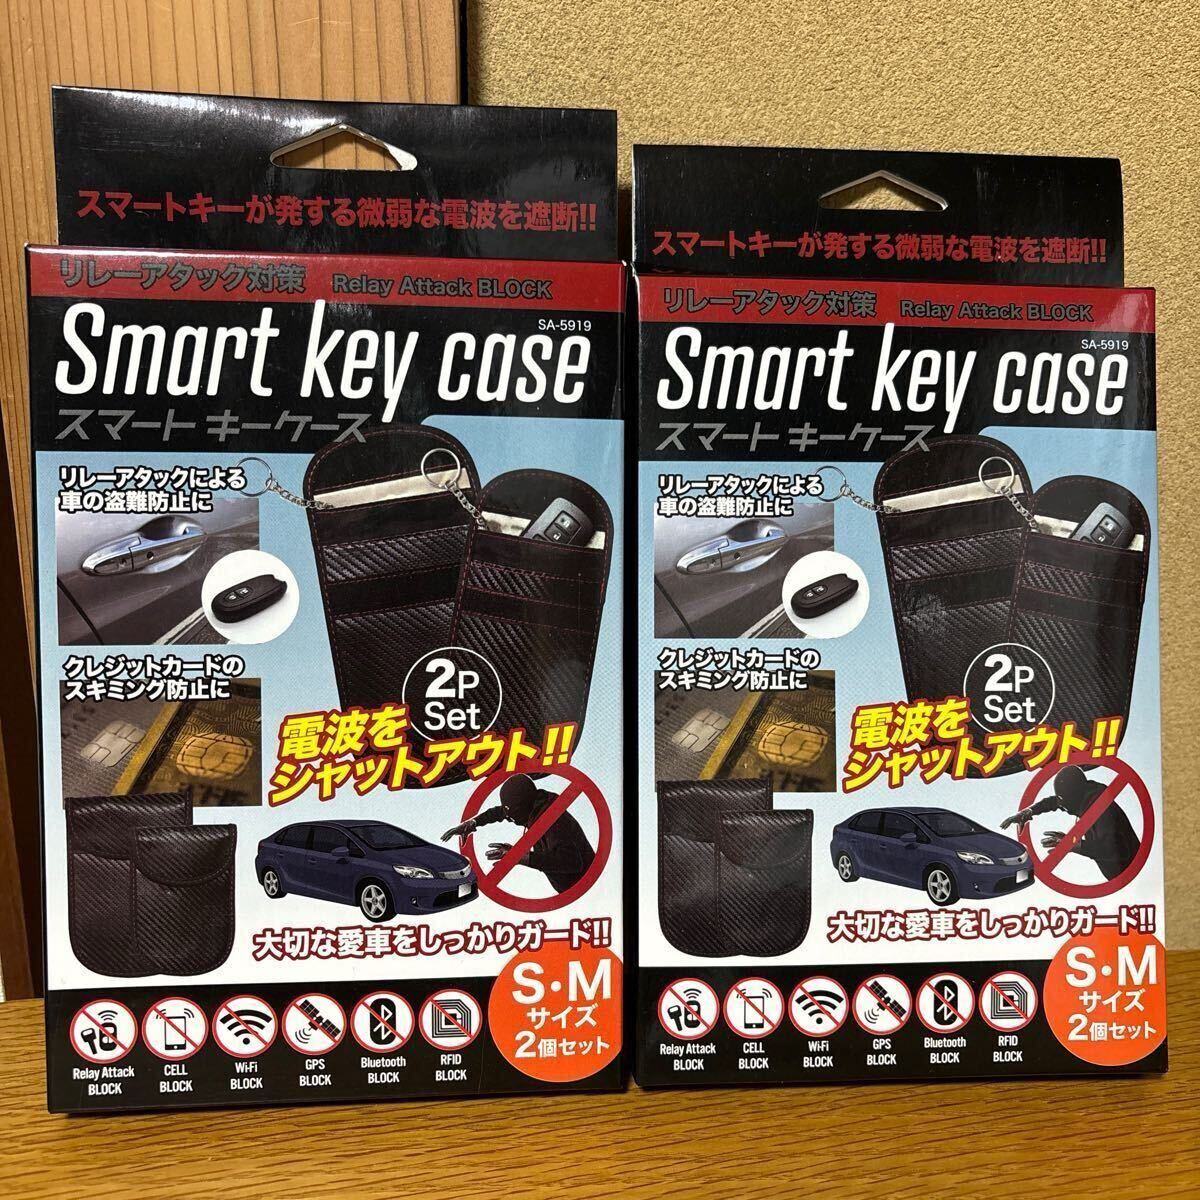 スマートキーが発する微弱な電波を遮断!!
リレーアタック対策 Relay Attack BLOCK
SA-5919
Smart key case
スマートキーケース
リレーアタックによる
車の盗難防止に
クレジットカードの
スキミング防止に
2P
Set
電波を
シャットアウト!!
大切な愛車をしっかりガード!!
S・M
サイズ
2個セット
Relay Attack
BLOCK
CELL
BLOCK
Wi-Fi
BLOCK
GPS
BLOCK
Bluetooth
BLOCK
RFID
BLOCK
スマートキーが発する微弱な電波を遮断!!
リレーアタック対策 Relay Attack BLOCK
SA-5919
Smart key case
スマートキーケース
リレーアタックによる
車の盗難防止に
クレジットカードの
スキミング防止に
2P
Set
電波を
シャットアウト!!
大切な愛車をしっかりガード!!
S・M
サイズ
2個セット
Relay Attack
BLOCK
CELL
BLOCK
Wi-Fi
BLOCK
GPS
BLOCK
Bluetooth
BLOCK
RFID
BLOCK